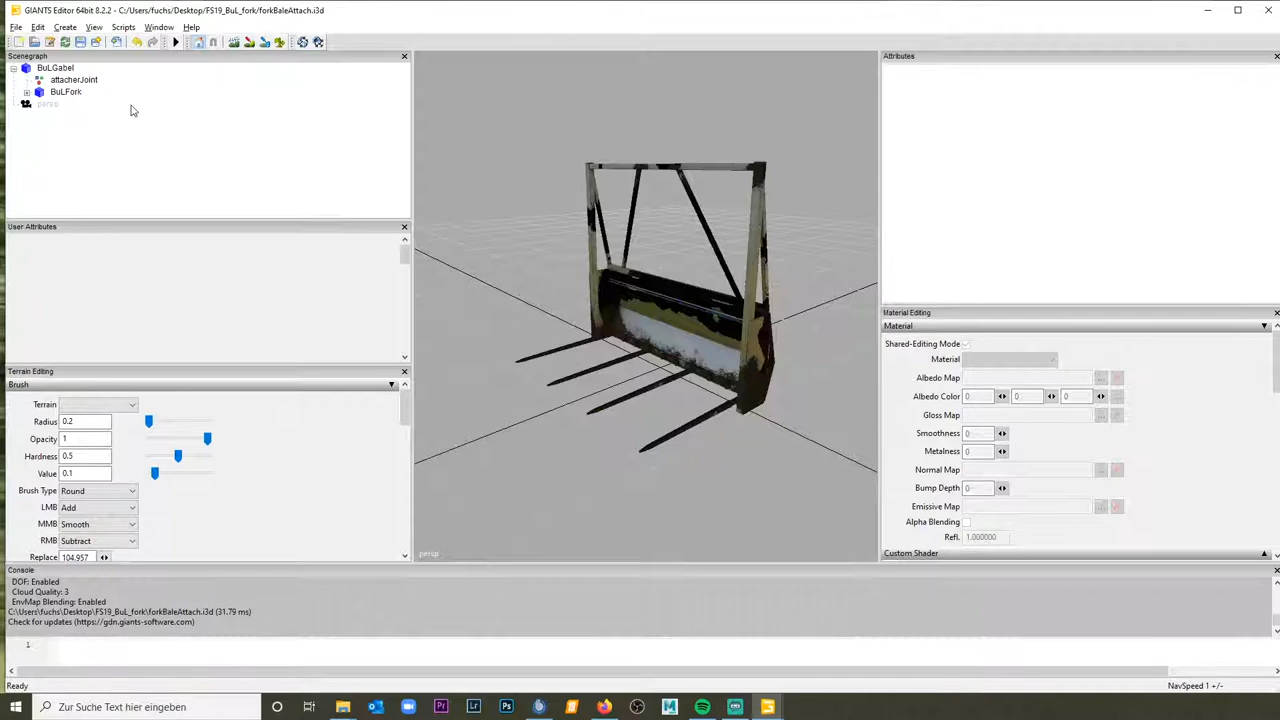 GIANTS Editor 64bit 8.2.2 - C:/Users/fuchs/Desktop/FS19_BuL_fork/forkBaleAttach.i3d
File Edit Create View Scripts Window Help
Scenegraph
BuLGabel
attacherJoint
BuLFork
persp
User Attributes
Terrain Editing
Brush
Terrain
Radius 0.2
Opacity 1
Hardness 0.5
Value 0.1
Brush Type Round
LMB Add
MMB Smooth
RMB Subtract
Replace 104.957
persp
Attributes
Material Editing
Material
Shared-Editing Mode
Material
Albedo Map
Albedo Color 0 0 0
Gloss Map
Smoothness 0
Metalness 0
Normal Map
Bump Depth 0
Emissive Map
Alpha Blending
Refl. 1.000000
Custom Shader
Console
DOF: Enabled
Cloud Quality: 3
EnvMap Blending: Enabled
C:\Users\fuchs\Desktop\FS19_BuL_fork\forkBaleAttach.i3d (31.79 ms)
Check for updates (https://gdn.giants-software.com)
1
Ready
NavSpeed 1 +/-
Zur Suche Text hier eingeben